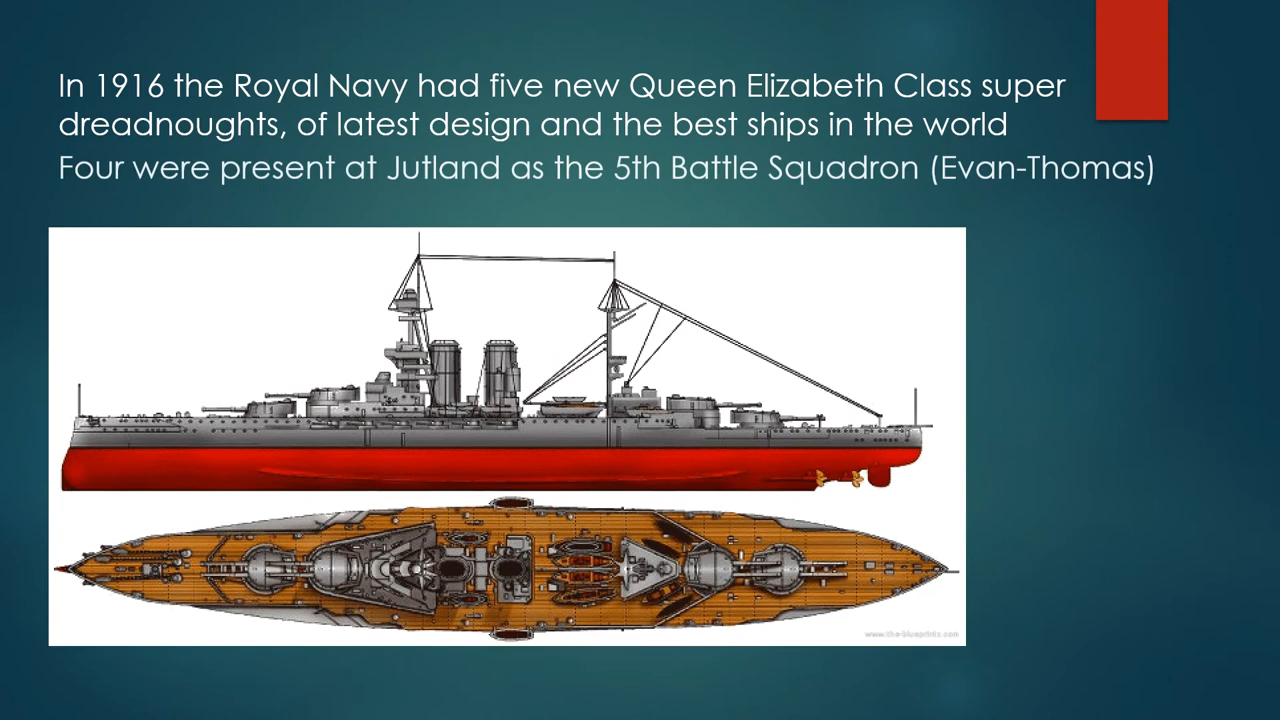 In 1916 the Royal Navy had five new Queen Elizabeth Class super
dreadnoughts, of latest design and the best ships in the world
Four were present at Jutland as the 5th Battle Squadron (Evan-Thomas)
www.the-blueprints.com